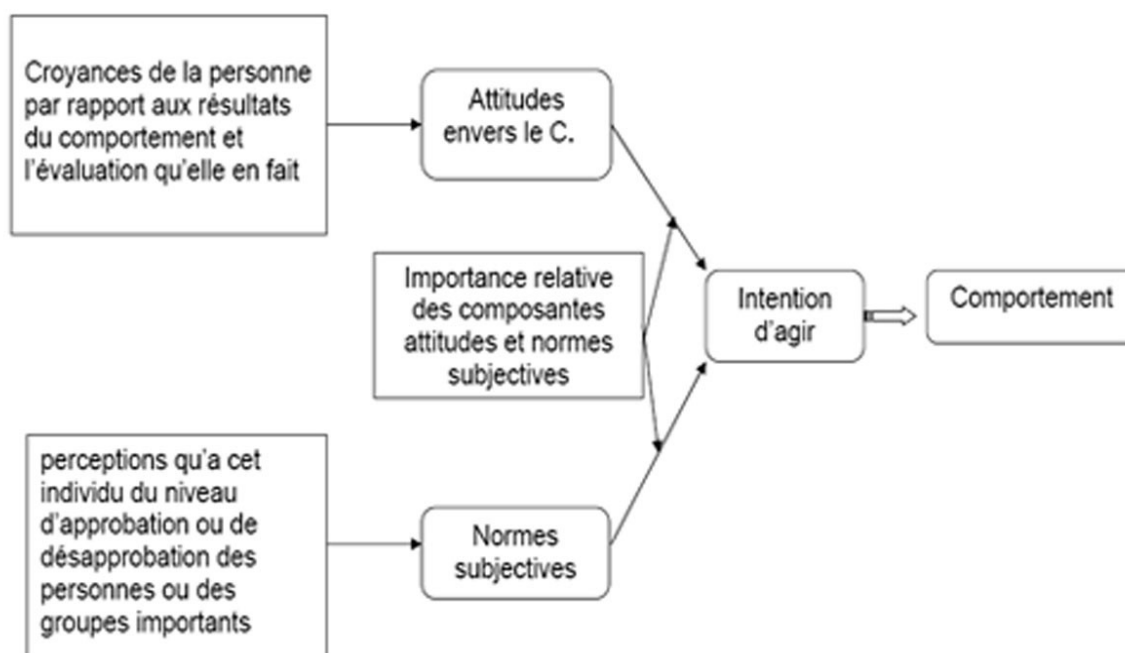 Croyances de la personne
par rapport aux résultats
du comportement et
l'évaluation qu'elle en fait
Attitudes
envers le C.
Importance relative
des composantes
attitudes et normes
subjectives
Intention
d'agir
Comportement
perceptions qu'a cet
individu du niveau
d'approbation ou de
désapprobation des
personnes ou des
groupes importants
Normes
subjectives